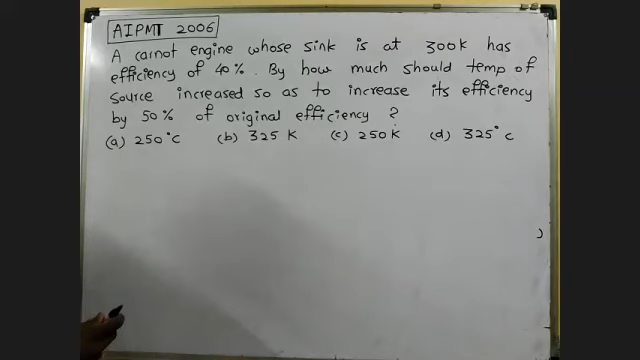 AIPMT 2006
A carnot engine whose sink is at 300k has
efficiency of 40%. By how much should temp of
source increased so as to increase its efficiency
by 50% of original efficiency?
(a) 250°C (b) 325 K (c) 250 K (d) 325°C